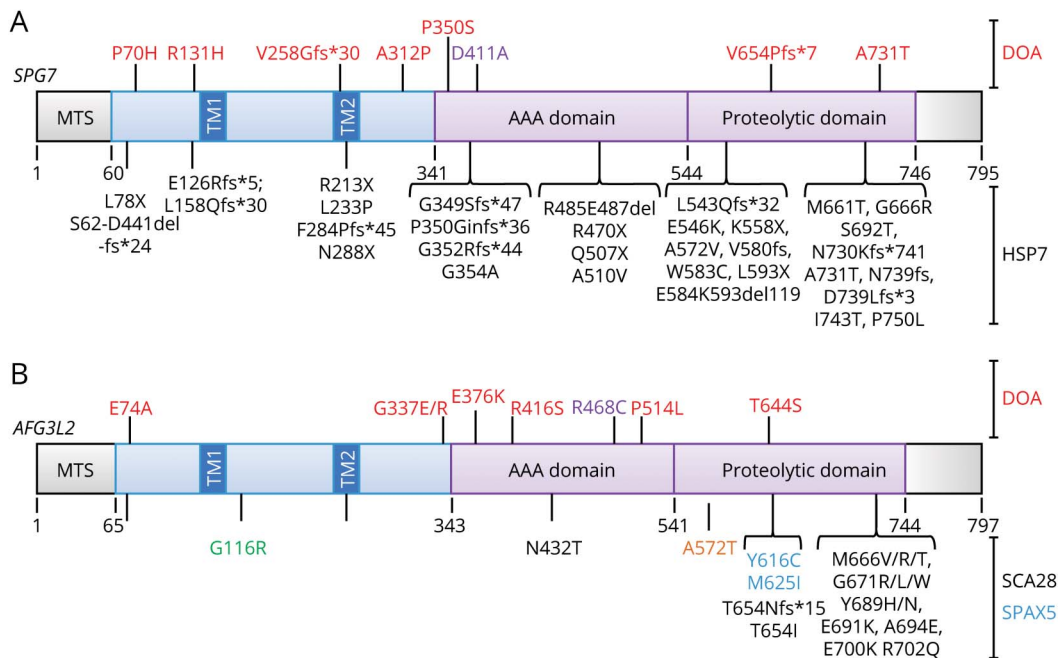 A
P350S
P70H R131H V258Gfs*30 A312P D411A V654Pfs*7 A731T DOA
SPG7
MTS TM1 TM2 AAA domain Proteolytic domain
1 60 341 544 746 795
L78X
S62-D441del
-fs*24
E126Rfs*5;
L158Qfs*30
R213X
L233P
F284Pfs*45
N288X
G349Sfs*47
P350Ginfs*36
G352Rfs*44
G354A
R485E487del
R470X
Q507X
A510V
L543Qfs*32
E546K, K558X,
A572V, V580fs,
W583C, L593X
E584K593del119
M661T, G666R
S692T,
N730Kfs*741
A731T, N739fs,
D739Lfs*3
I743T, P750L
HSP7
B
E74A G337E/R E376K R416S R468C P514L T644S DOA
AFG3L2
MTS TM1 TM2 AAA domain Proteolytic domain
1 65 343 541 744 797
G116R N432T A572T
Y616C
M625I
T654Nfs*15
T654I
M666V/R/T,
G671R/L/W
Y689H/N,
E691K, A694E,
E700K R702Q
SCA28
SPAX5